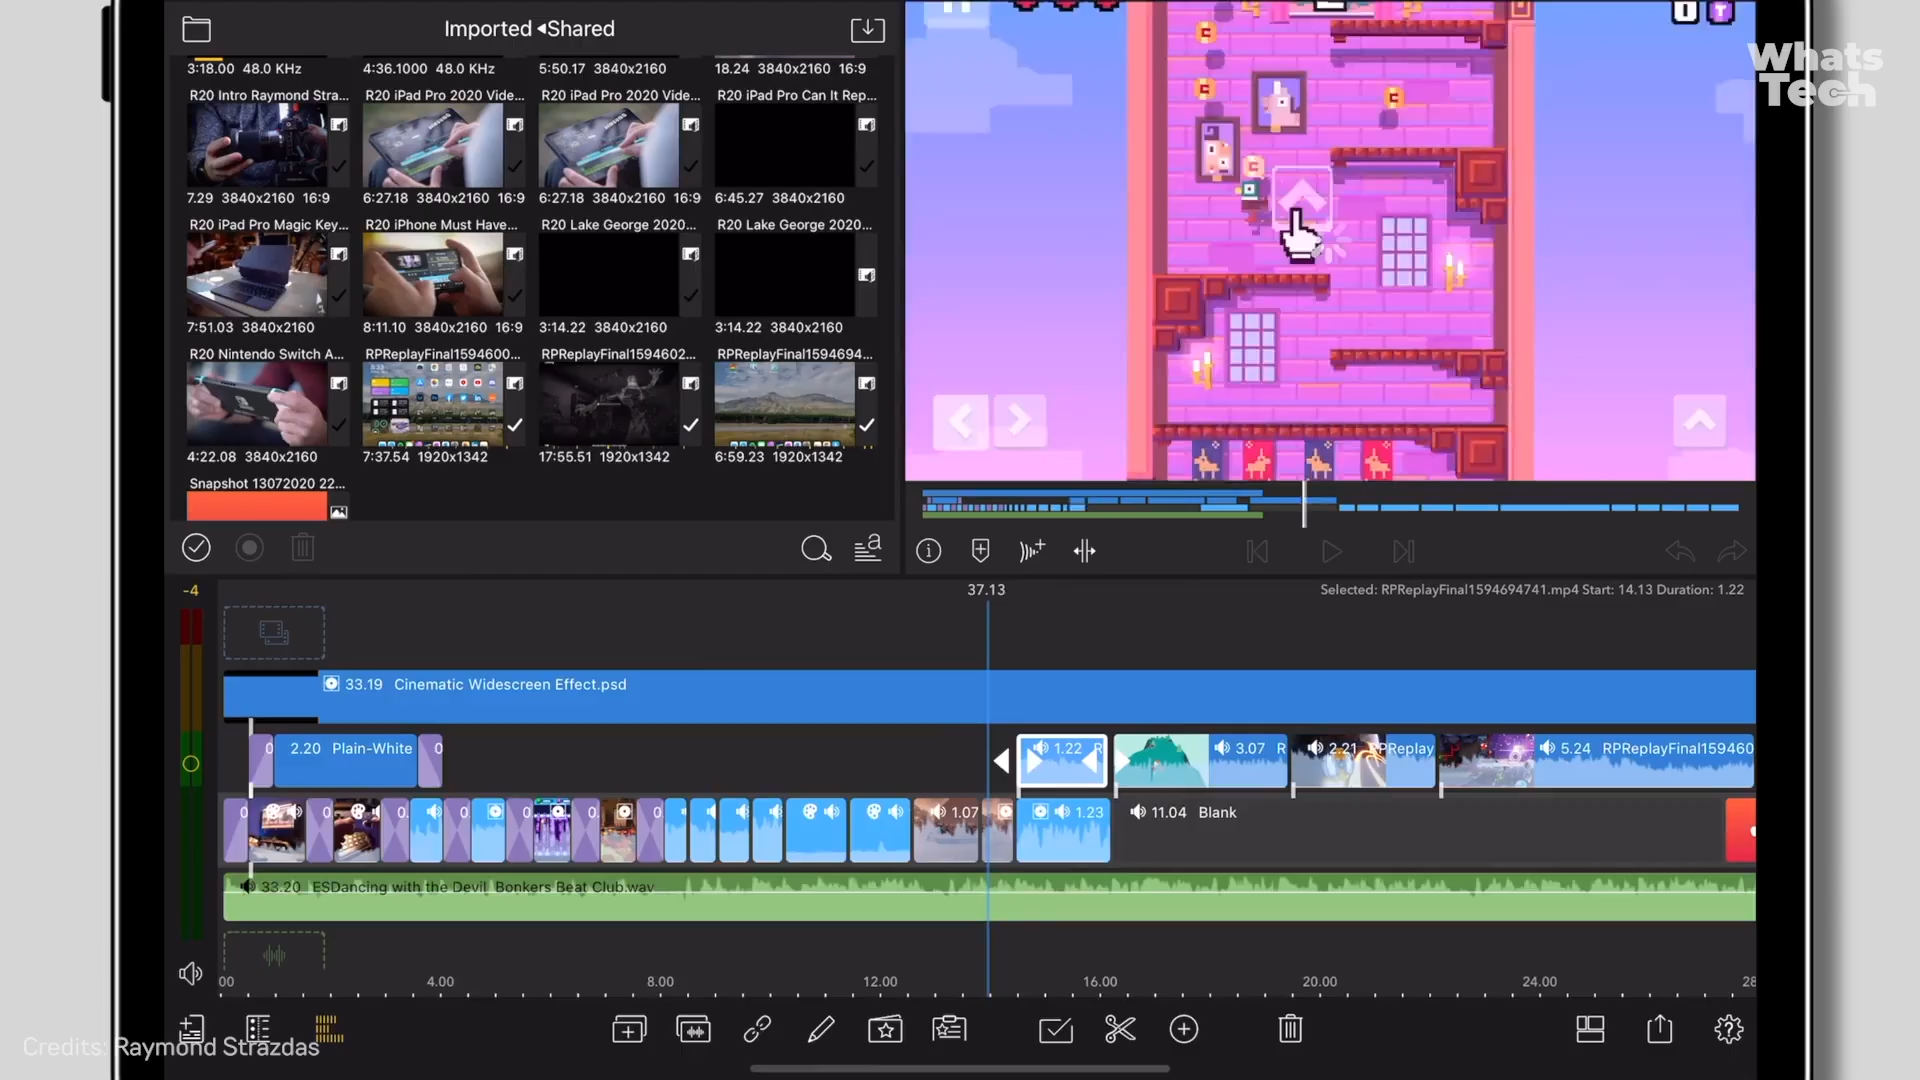 Imported ◂Shared
3:18.00 48.0 KHz
4:36.1000 48.0 KHz
5:50.17 3840x2160
18.24 3840x2160 16:9
R20 Intro Raymond Stra...
R20 iPad Pro 2020 Vide...
R20 iPad Pro 2020 Vide...
R20 iPad Pro Can It Rep...
7.29 3840x2160 16:9
6:27.18 3840x2160 16:9
6:27.18 3840x2160 16:9
6:45.27 3840x2160
R20 iPad Pro Magic Key...
R20 iPhone Must Have...
R20 Lake George 2020...
R20 Lake George 2020...
7:51.03 3840x2160
8:11.10 3840x2160 16:9
3:14.22 3840x2160
3:14.22 3840x2160
R20 Nintendo Switch A...
RPReplayFinal1594600...
RPReplayFinal1594602...
RPReplayFinal1594694...
4:22.08 3840x2160
7:37.54 1920x1342
17:55.51 1920x1342
6:59.23 1920x1342
Snapshot 13072020 22...
Whats
Tech
-4
37.13
Selected: RPReplayFinal1594694741.mp4 Start: 14.13 Duration: 1.22
33.19 Cinematic Widescreen Effect.psd
0 2.20 Plain-White 0
1.22 R
3.07 R
2.21 RPReplay
5.24 RPReplayFinal159460
0 0 0. 0. 0 0. 0. 1.07 1.23
11.04 Blank
33.20 ESDancing with the Devil Bonkers Beat Club.wav
00 4.00 8.00 12.00 16.00 20.00 24.00 28
Credits: Raymond Strazdas